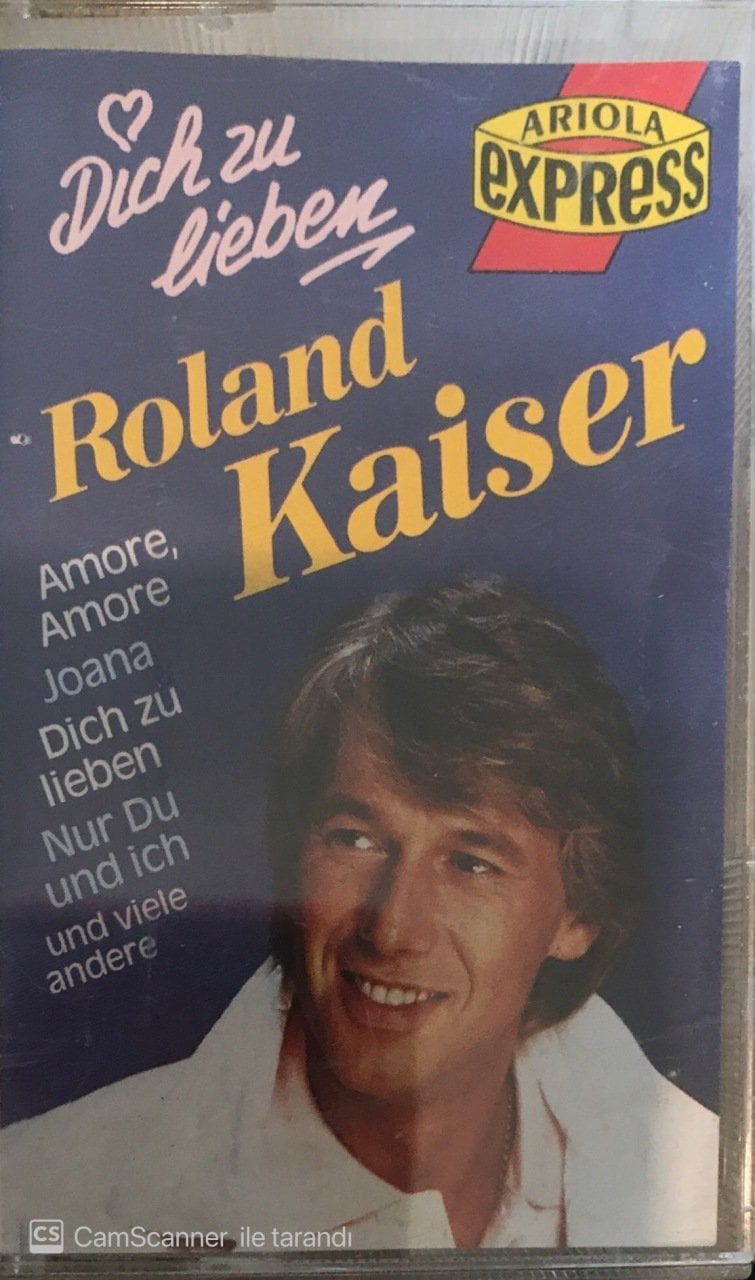 Dich zu
lieben
ARIOLA
EXPRESS
Roland
Kaiser
Amore,
Amore
Joana
Dich zu
lieben
Nur Du
und ich
und viele
andere
CS CamScanner ile tarandı